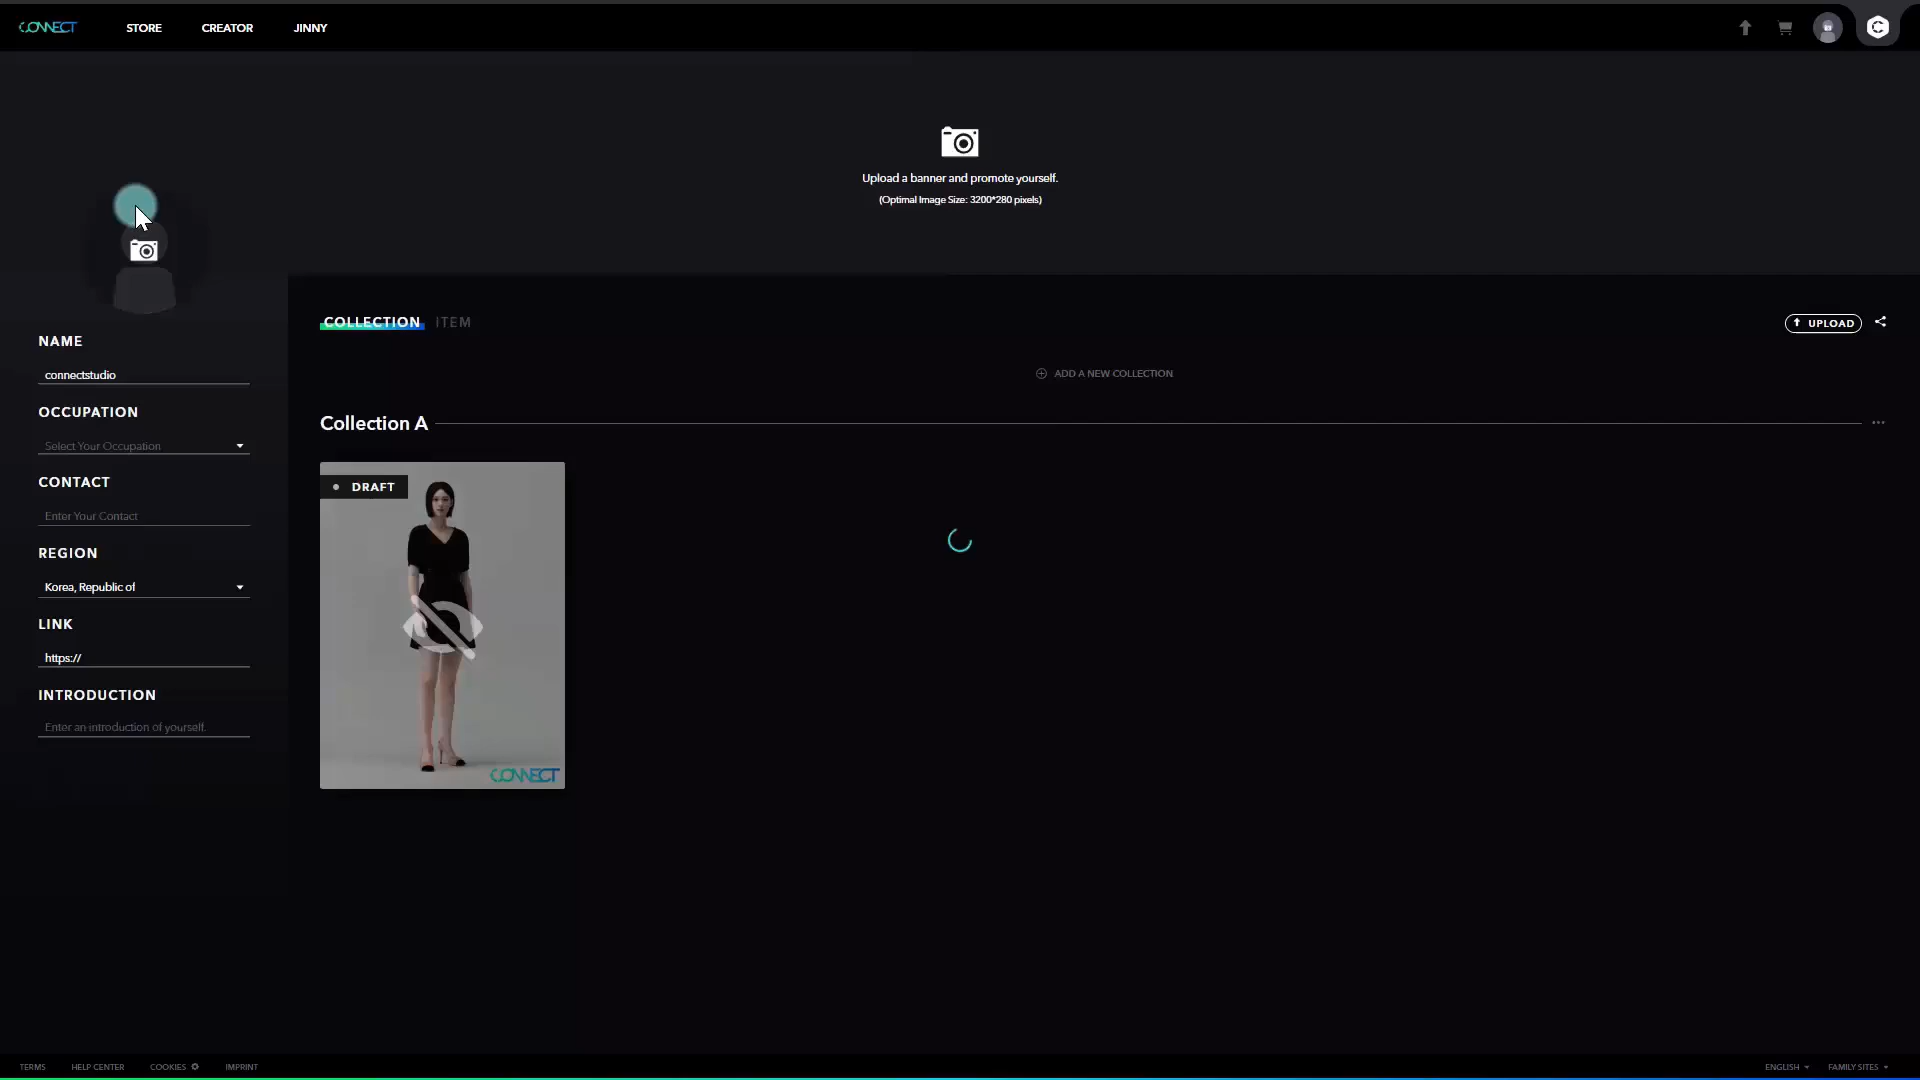 CONNECT
STORE
CREATOR
JINNY
Upload a banner and promote yourself.
(Optimal Image Size: 3200*280 pixels)
NAME
connectstudio
OCCUPATION
Select Your Occupation
CONTACT
Enter Your Contact
REGION
Korea, Republic of
LINK
https://
INTRODUCTION
Enter an introduction of yourself.
COLLECTION
ITEM
UPLOAD
ADD A NEW COLLECTION
Collection A
DRAFT
CONNECT
TERMS
HELP CENTER
COOKIES
IMPRINT
ENGLISH
FAMILY SITES